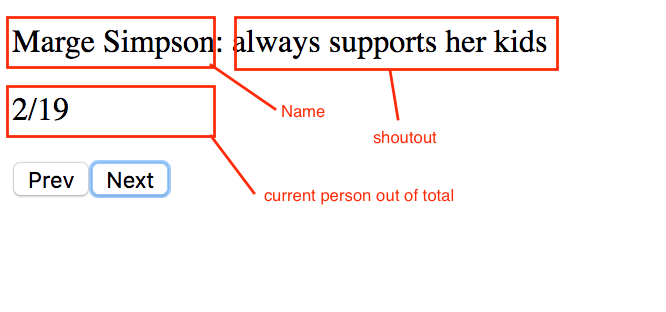 Marge Simpson: always supports her kids
Name
2/19
shoutout
Prev Next
current person out of total